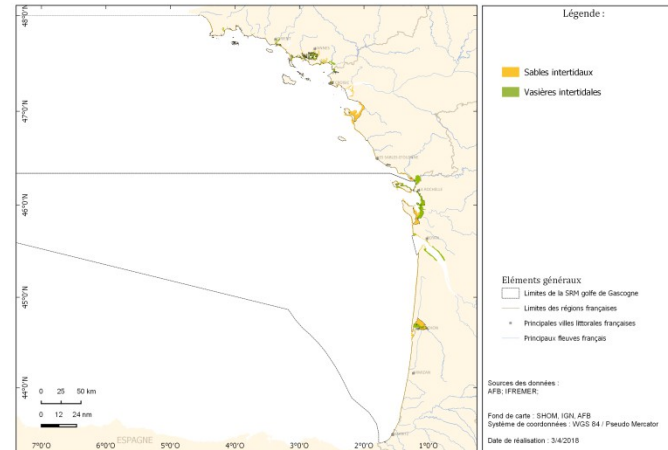 Légende :
Sables intertidaux
Vasières intertidales
Eléments généraux
Limites de la SRM golfe de Gascogne
Limites des régions françaises
Principales villes littorales françaises
Principaux fleuves français
Sources des données :
AFB; IFREMER;
Fond de carte : SHOM, IGN, AFB
Système de coordonnées : WGS 84 / Pseudo Mercator
Date de réalisation : 3/4/2018
48°0'N
47°0'N
46°0'N
45°0'N
44°0'N
0 25 50 km
0 12 24 nm
ESPAGNE
7°0'O 6°0'O 5°0'O 4°0'O 3°0'O 2°0'O 1°0'O